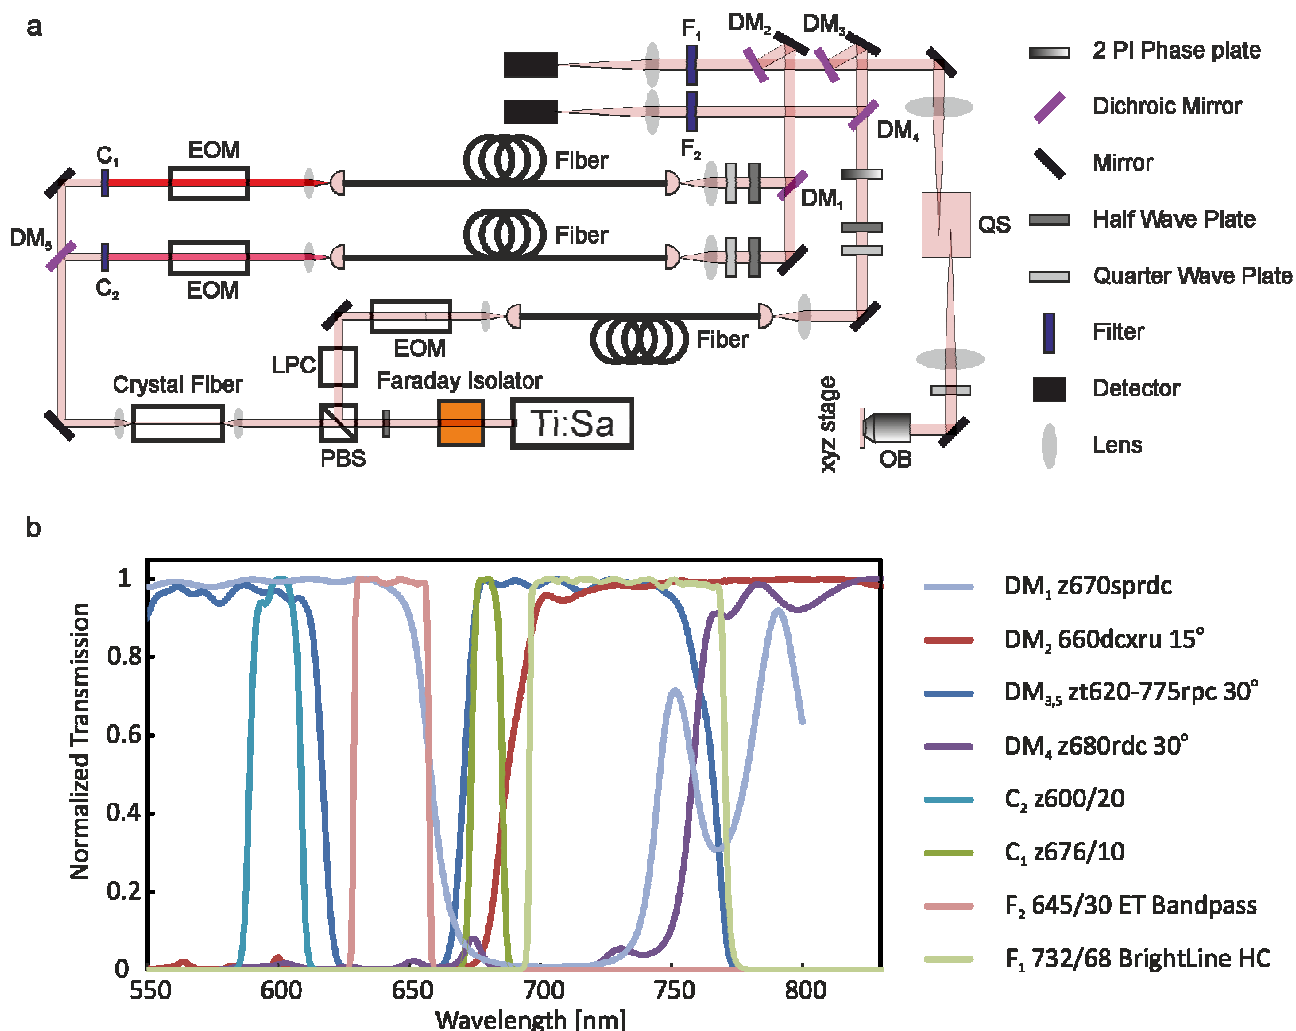 a
F₁
DM₂
DM₃
2 PI Phase plate
Dichroic Mirror
DM₄
Mirror
C₁
EOM
Fiber
F₂
DM₁
Half Wave Plate
DM₅
Fiber
QS
Quarter Wave Plate
C₂
EOM
Filter
LPC
EOM
Fiber
Crystal Fiber
Faraday Isolator
Detector
Ti:Sa
xyz stage
PBS
OB
Lens
b
Normalized Transmission
1
0.8
0.6
0.4
0.2
0
550
600
650
700
750
800
Wavelength [nm]
DM₁ z670sprdc
DM₂ 660dcxru 15°
DM₃,₅ zt620-775rpc 30°
DM₄ z680rdc 30°
C₂ z600/20
C₁ z676/10
F₂ 645/30 ET Bandpass
F₁ 732/68 BrightLine HC